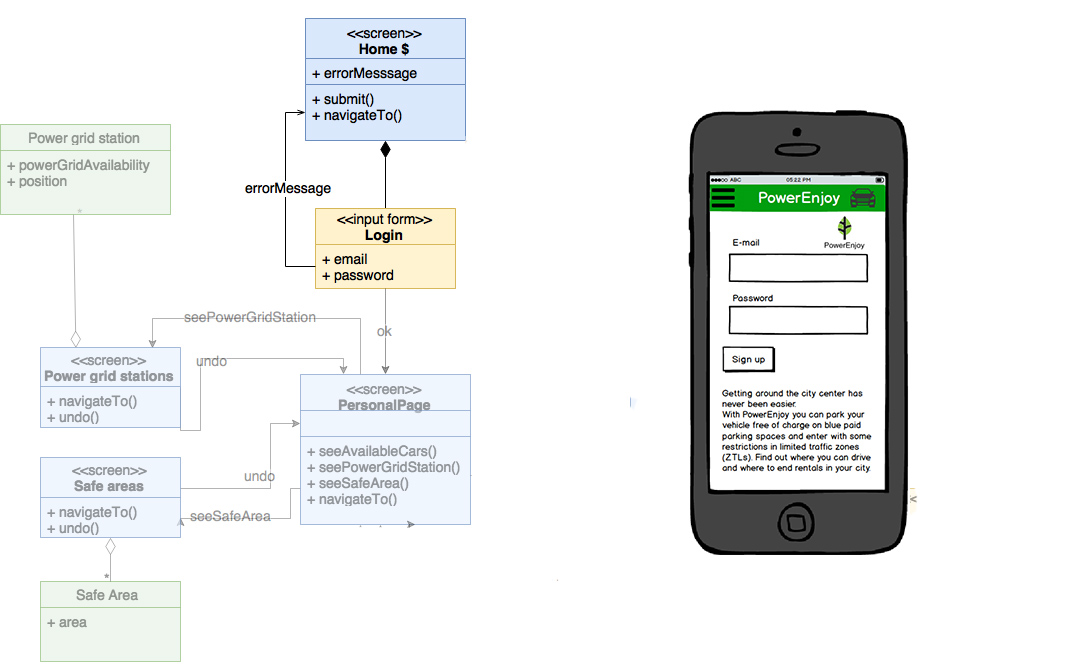 <<screen>>
Home $
+ errorMesssage
+ submit()
+ navigateTo()
errorMessage
<<input form>>
Login
+ email
+ password
ok
Power grid station
+ powerGridAvailability
+ position
*
seePowerGridStation
<<screen>>
Power grid stations
+ navigateTo()
+ undo()
undo
<<screen>>
PersonalPage
+ seeAvailableCars()
+ seePowerGridStation()
+ seeSafeArea()
+ navigateTo()
<<screen>>
Safe areas
+ navigateTo()
+ undo()
undo
seeSafeArea
*
Safe Area
+ area
ABC 05:22 PM
PowerEnjoy
PowerEnjoy
E-mail
Password
Sign up
Getting around the city center has
never been easier.
With PowerEnjoy you can park your
vehicle free of charge on blue paid
parking spaces and enter with some
restrictions in limited traffic zones
(ZTLs). Find out where you can drive
and where to end rentals in your city.